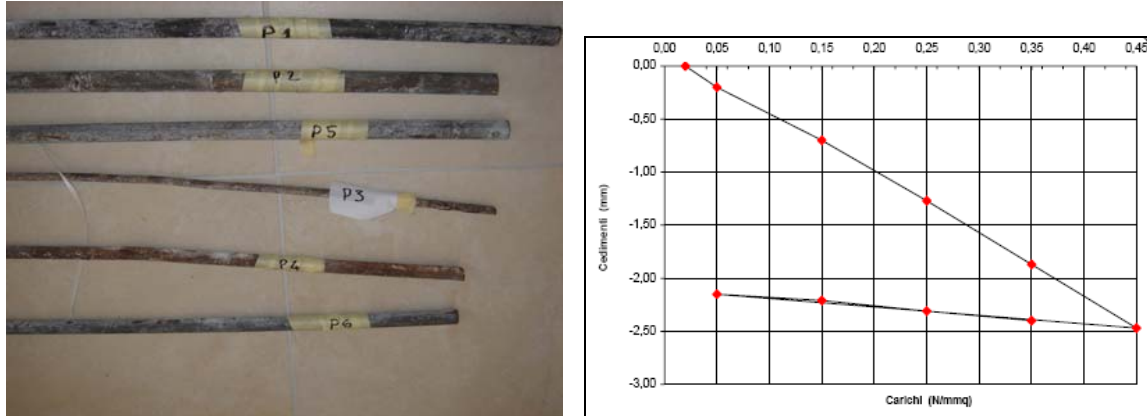 P1
P2
P5
P3
P4
P6
0,00 0,05 0,15 0,20 0,25 0,30 0,35 0,40 0,45
0,00
-0,50
-1,00
-1,50
-2,00
-2,50
-3,00
Cedimenti (mm)
Carichi (N/mmq)